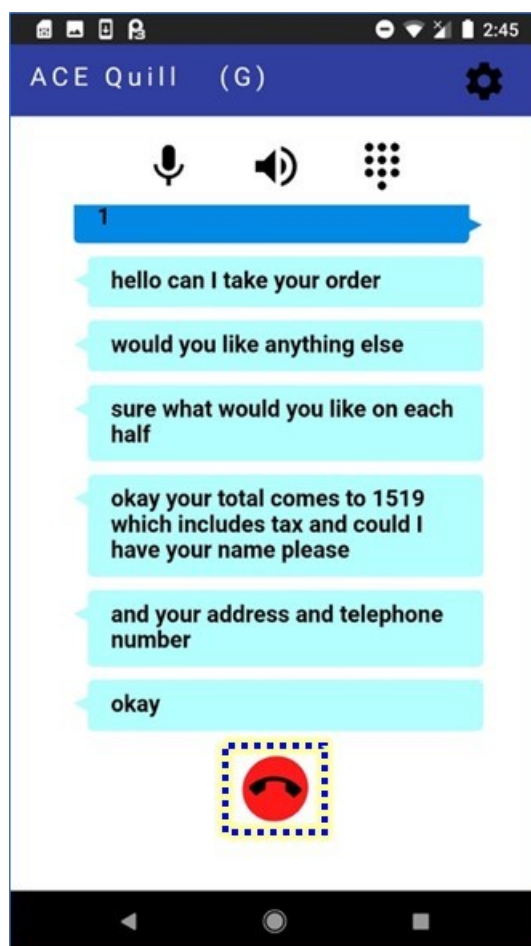 2:45
ACE Quill (G)
1
hello can I take your order
would you like anything else
sure what would you like on each
half
okay your total comes to 1519
which includes tax and could I
have your name please
and your address and telephone
number
okay